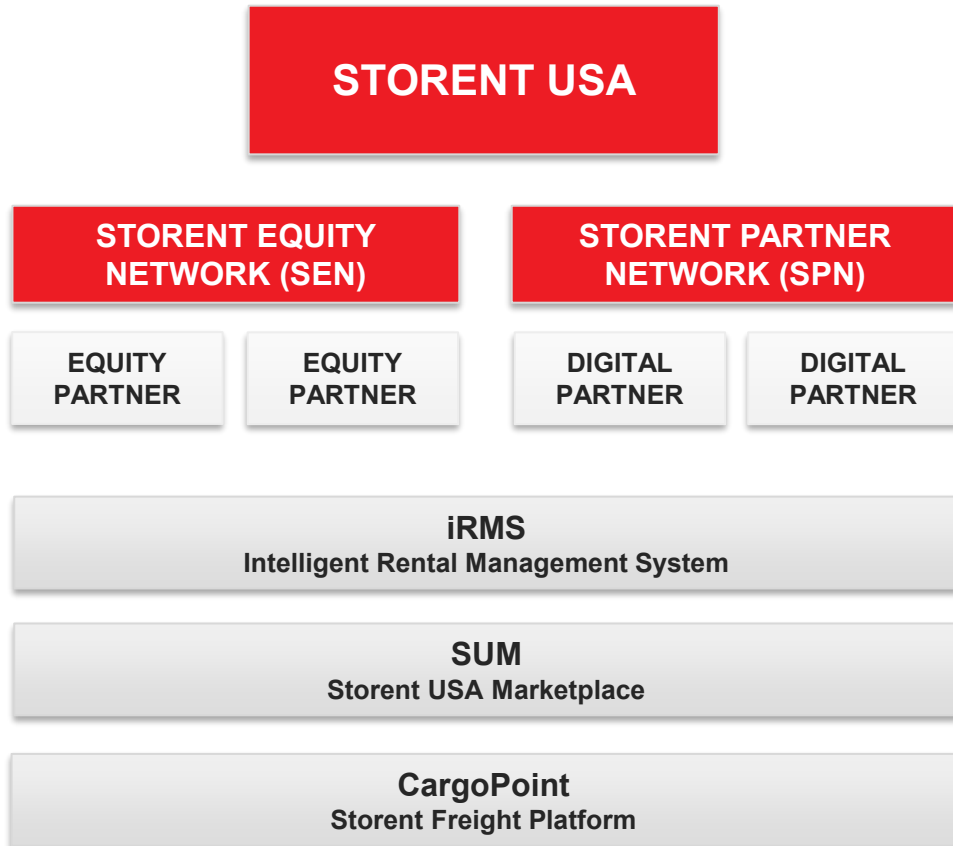 STORENT USA
STORENT EQUITY
NETWORK (SEN)
STORENT PARTNER
NETWORK (SPN)
EQUITY
PARTNER
EQUITY
PARTNER
DIGITAL
PARTNER
DIGITAL
PARTNER
iRMS
Intelligent Rental Management System
SUM
Storent USA Marketplace
CargoPoint
Storent Freight Platform